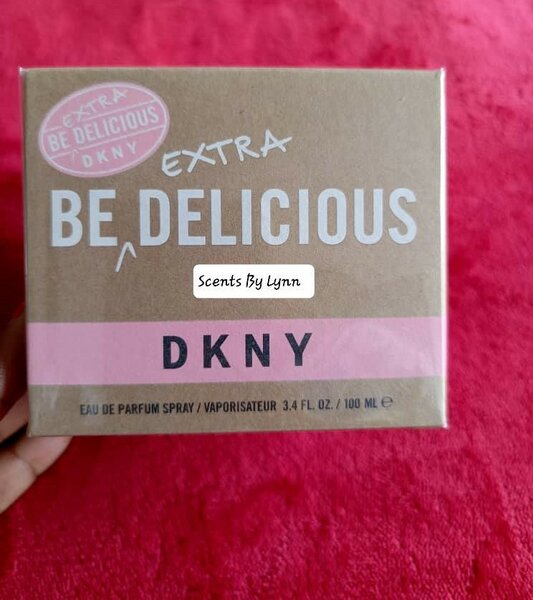 EXTRA
BE DELICIOUS
DKNY
EXTRA
BE DELICIOUS
Scents By Lynn
DKNY
EAU DE PARFUM SPRAY / VAPORISATEUR 3.4 FL. OZ. / 100 ML ℮